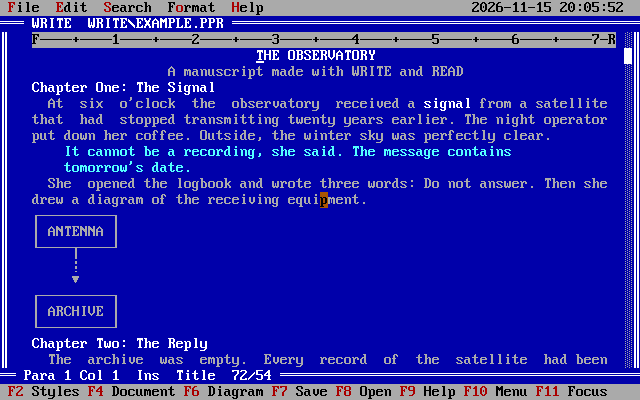 File Edit Search Format Help 2026-11-15 20:05:52
WRITE WRITE\EXAMPLE.PPR
F────+────1────+────2────+────3────+────4────+────5────+────6────+────7─R
THE OBSERVATORY
A manuscript made with WRITE and READ
Chapter One: The Signal
At six o'clock the observatory received a signal from a satellite
that had stopped transmitting twenty years earlier. The night operator
put down her coffee. Outside, the winter sky was perfectly clear.
It cannot be a recording, she said. The message contains
tomorrow's date.
She opened the logbook and wrote three words: Do not answer. Then she
drew a diagram of the receiving equipment.
ANTENNA
ARCHIVE
Chapter Two: The Reply
The archive was empty. Every record of the satellite had been
Para 1 Col 1 Ins Title 72/54
F2 Styles F4 Document F6 Diagram F7 Save F8 Open F9 Help F10 Menu F11 Focus